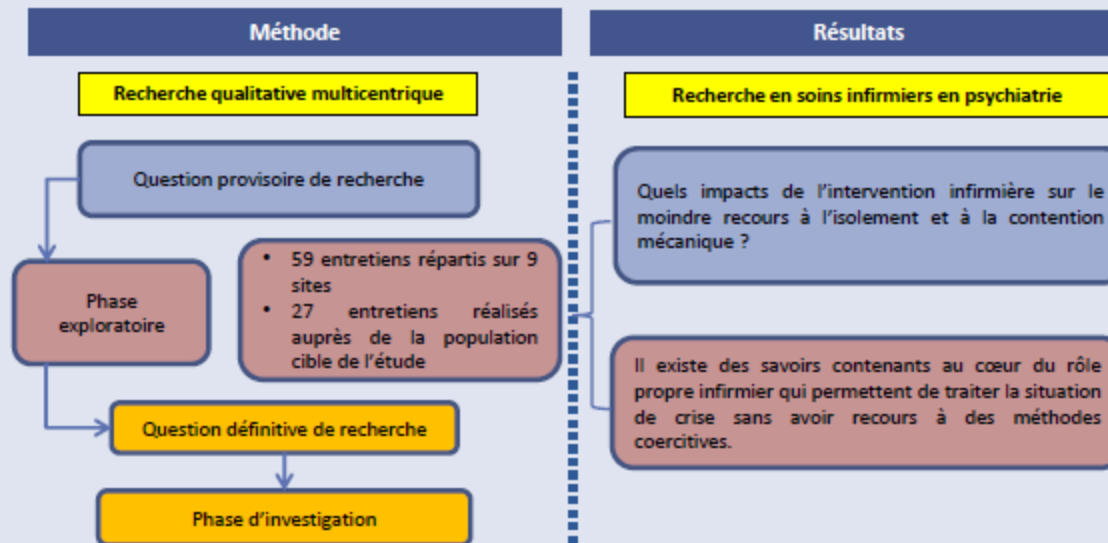 Méthode
Recherche qualitative multicentrique
Question provisoire de recherche
Phase
exploratoire
• 59 entretiens répartis sur 9
sites
• 27 entretiens réalisés
auprès de la population
cible de l'étude
Question définitive de recherche
Phase d'investigation
Résultats
Recherche en soins infirmiers en psychiatrie
Quels impacts de l'intervention infirmière sur le
moindre recours à l'isolement et à la contention
mécanique ?
Il existe des savoirs contenants au cœur du rôle
propre infirmier qui permettent de traiter la situation
de crise sans avoir recours à des méthodes
coercitives.